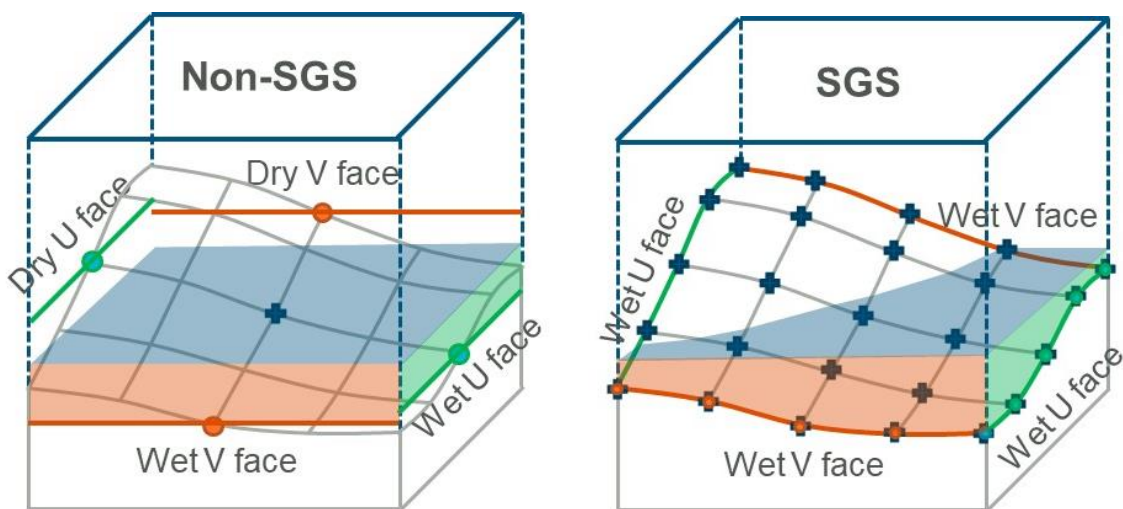 Non-SGS
Dry V face
Dry U face
Wet U face
Wet V face
SGS
Wet V face
Wet U face
Wet U face
Wet V face